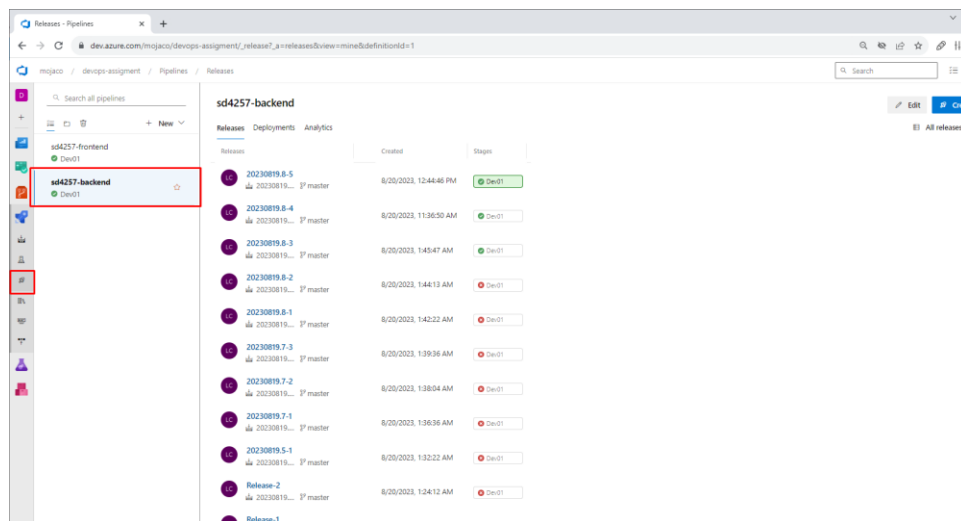 Releases - Pipelines
dev.azure.com/mojaco/devops-assigment/_release?_a=releases&view=mine&definitionId=1
mojaco / devops-assigment / Pipelines / Releases
Search
D
Search all pipelines
New
sd4257-frontend
Dev01
sd4257-backend
Dev01
sd4257-backend
Edit
Cr
Releases Deployments Analytics
All releases
Releases Created Stages
LC 20230819.8-5 8/20/2023, 12:44:46 PM Dev01
20230819... master
LC 20230819.8-4 8/20/2023, 11:36:50 AM Dev01
20230819... master
LC 20230819.8-3 8/20/2023, 1:45:47 AM Dev01
20230819... master
LC 20230819.8-2 8/20/2023, 1:44:13 AM Dev01
20230819... master
LC 20230819.8-1 8/20/2023, 1:42:22 AM Dev01
20230819... master
LC 20230819.7-3 8/20/2023, 1:39:36 AM Dev01
20230819... master
LC 20230819.7-2 8/20/2023, 1:38:04 AM Dev01
20230819... master
LC 20230819.7-1 8/20/2023, 1:36:36 AM Dev01
20230819... master
LC 20230819.5-1 8/20/2023, 1:32:22 AM Dev01
20230819... master
LC Release-2 8/20/2023, 1:24:12 AM Dev01
20230819... master
Release-1